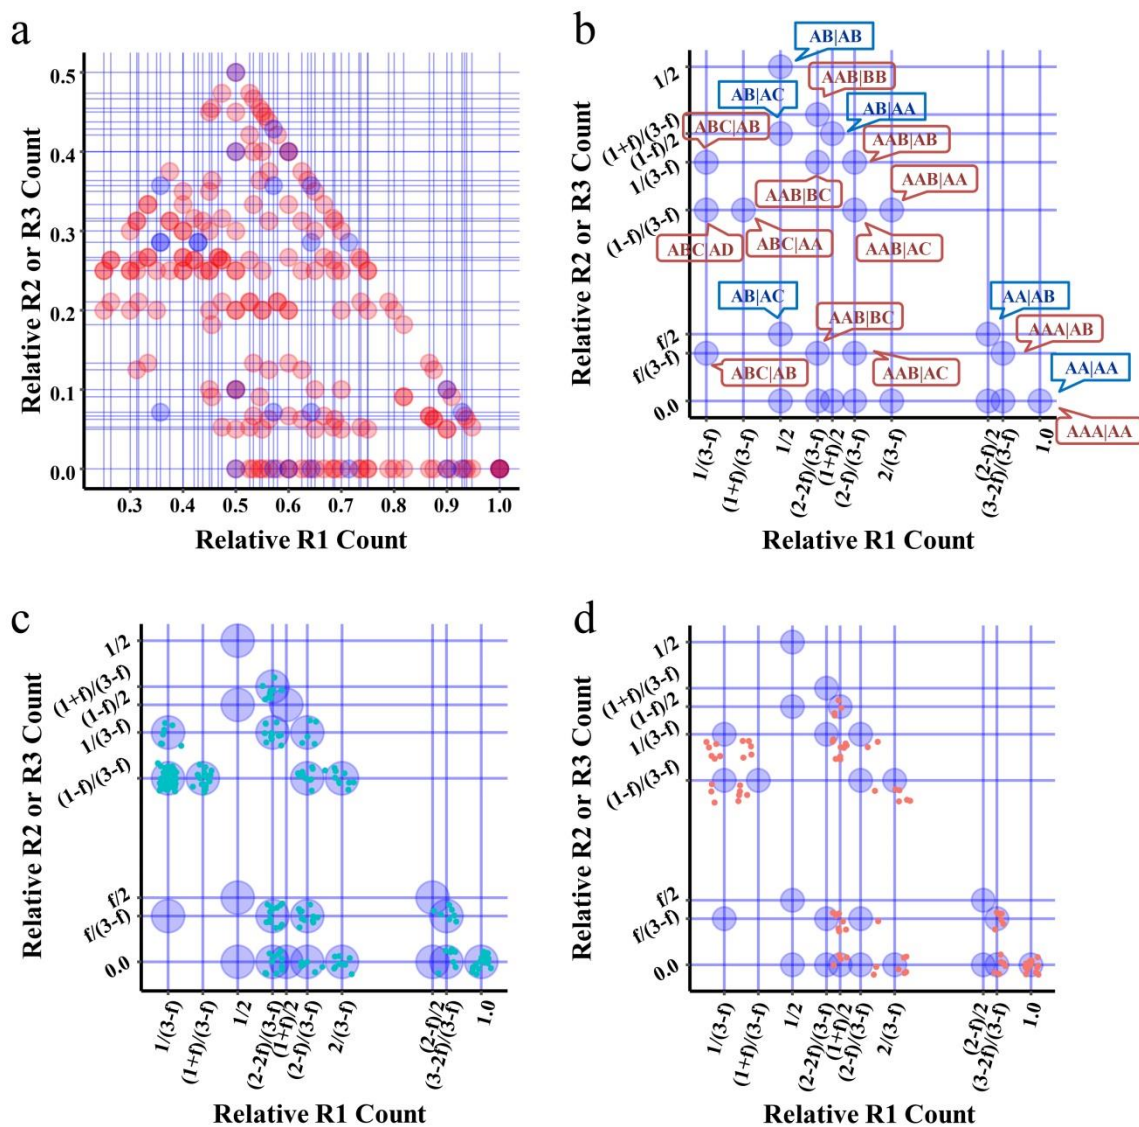 a
Relative R2 or R3 Count
0.5
0.4
0.3
0.2
0.1
0.0
0.3 0.4 0.5 0.6 0.7 0.8 0.9 1.0
Relative R1 Count
b
Relative R2 or R3 Count
1/2
(1+f)/(3-f)
(1-f)/2
1/(3-f)
(1-f)/(3-f)
f/2
f/(3-f)
0.0
AB|AB
AAB|BB
AB|AC
AB|AA
ABC|AB
AAB|AB
AAB|BC
AAB|AA
ABC|AD
ABC|AA
AAB|AC
AB|AC
AA|AB
AAB|BC
AAA|AB
ABC|AB
AAB|AC
AA|AA
AAA|AA
1/(3-f)
(1+f)/(3-f)
1/2
(2-2f)/(3-f)
(1+f)/2
(2-f)/(3-f)
2/(3-f)
(2-f)/2
(3-2f)/(3-f)
1.0
Relative R1 Count
c
Relative R2 or R3 Count
1/2
(1+f)/(3-f)
(1-f)/2
1/(3-f)
(1-f)/(3-f)
f/2
f/(3-f)
0.0
1/(3-f)
(1+f)/(3-f)
1/2
(2-2f)/(3-f)
(1+f)/2
(2-f)/(3-f)
2/(3-f)
(2-f)/2
(3-2f)/(3-f)
1.0
Relative R1 Count
d
Relative R2 or R3 Count
1/2
(1+f)/(3-f)
(1-f)/2
1/(3-f)
(1-f)/(3-f)
f/2
f/(3-f)
0.0
1/(3-f)
(1+f)/(3-f)
1/2
(2-2f)/(3-f)
(1+f)/2
(2-f)/(3-f)
2/(3-f)
(2-f)/2
(3-2f)/(3-f)
1.0
Relative R1 Count